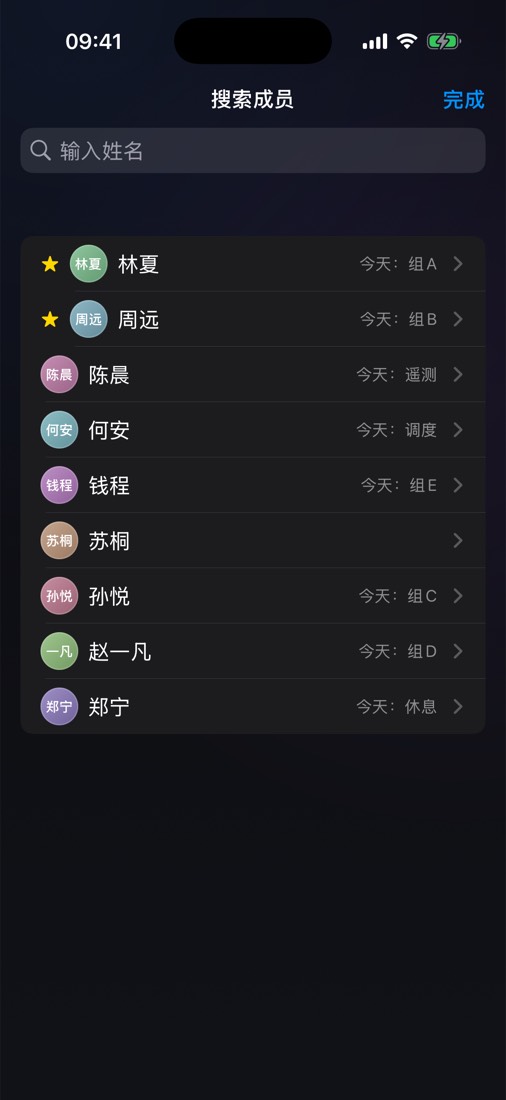 09:41
搜索成员
完成
输入姓名
林夏 林夏 今天：组A
周远 周远 今天：组B
陈晨 陈晨 今天：遥测
何安 何安 今天：调度
钱程 钱程 今天：组E
苏桐 苏桐
孙悦 孙悦 今天：组C
一凡 赵一凡 今天：组D
郑宁 郑宁 今天：休息